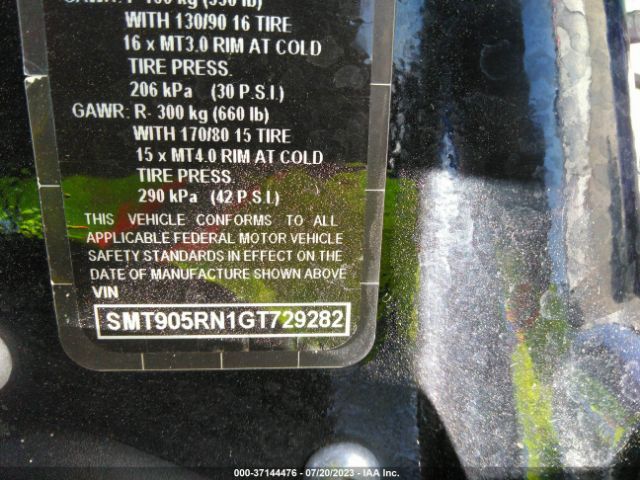 WITH 130/90 16 TIRE
16 x MT3.0 RIM AT COLD
TIRE PRESS.
206 kPa (30 P.S.I.)
GAWR: R- 300 kg (660 lb)
WITH 170/80 15 TIRE
15 x MT4.0 RIM AT COLD
TIRE PRESS.
290 kPa (42 P.S.I.)
THIS VEHICLE CONFORMS TO ALL
APPLICABLE FEDERAL MOTOR VEHICLE
SAFETY STANDARDS IN EFFECT ON THE
DATE OF MANUFACTURE SHOWN ABOVE
VIN
SMT905RN1GT729282
000-37144476 - 07/20/2023 - IAA Inc.